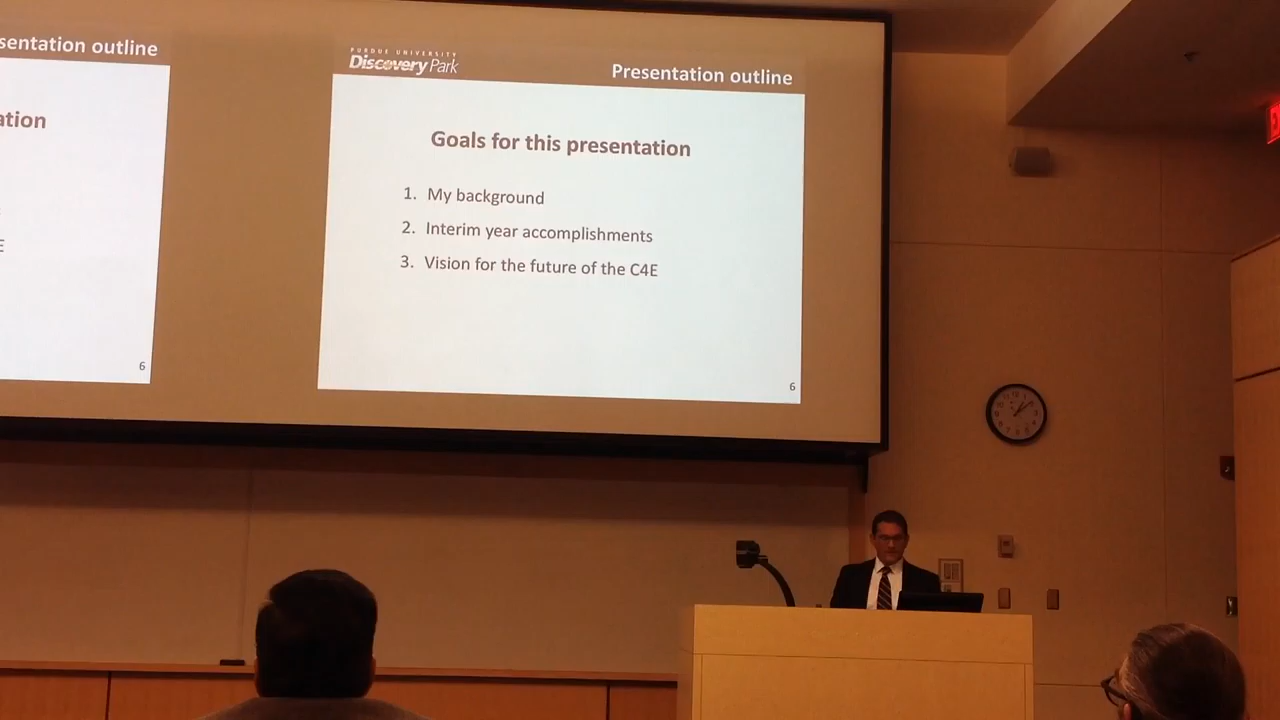 sentation outline
ation
E
6
PURDUE UNIVERSITY
Discovery Park
Presentation outline
Goals for this presentation
1. My background
2. Interim year accomplishments
3. Vision for the future of the C4E
6
E